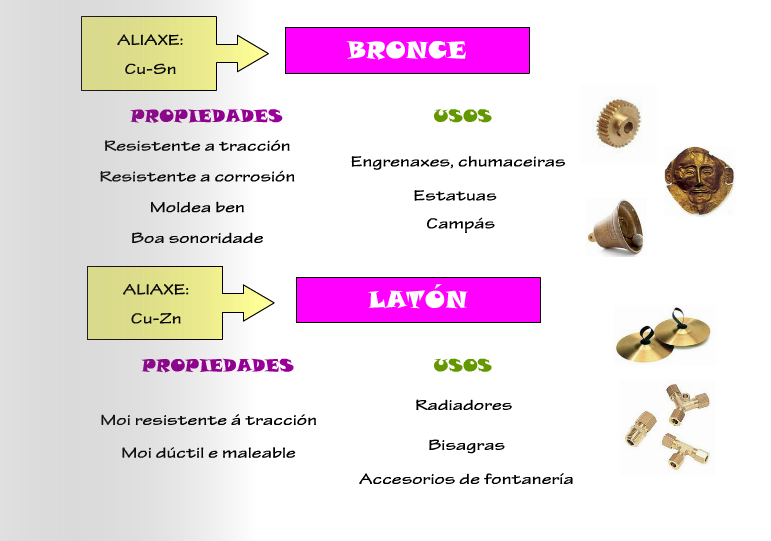 ALIAXE:
Cu-Sn
BRONCE
PROPIEDADES
Resistente a tracción
Resistente a corrosión
Moldea ben
Boa sonoridade
USOS
Engrenaxes, chumaceiras
Estatuas
Campás
ALIAXE:
Cu-Zn
LATÓN
PROPIEDADES
Moi resistente á tracción
Moi dúctil e maleable
USOS
Radiadores
Bisagras
Accesorios de fontanería